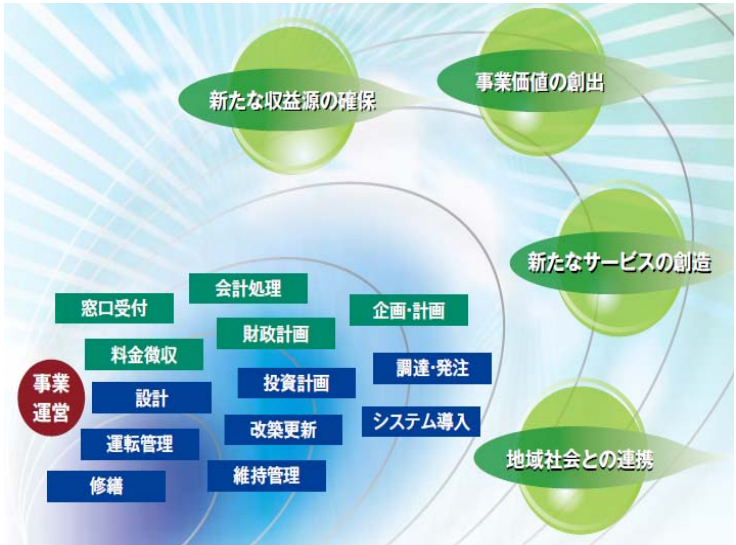 新たな収益源の確保
事業価値の創出
新たなサービスの創造
地域社会との連携
会計処理
窓口受付
企画・計画
財政計画
料金徴収
調達・発注
投資計画
事業
運営
設計
システム導入
改築更新
運転管理
維持管理
修繕